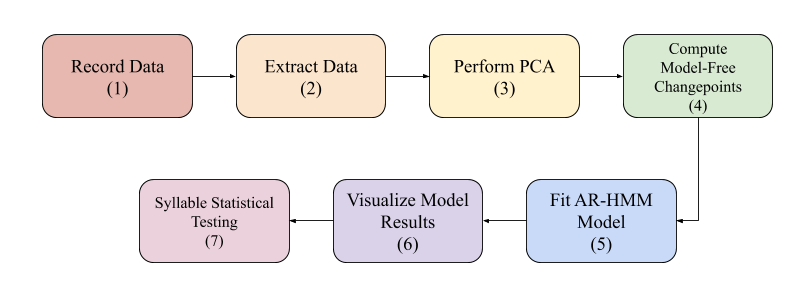 Record Data
(1)
Extract Data
(2)
Perform PCA
(3)
Compute
Model-Free
Changepoints
(4)
Fit AR-HMM
Model
(5)
Visualize Model
Results
(6)
Syllable Statistical
Testing
(7)